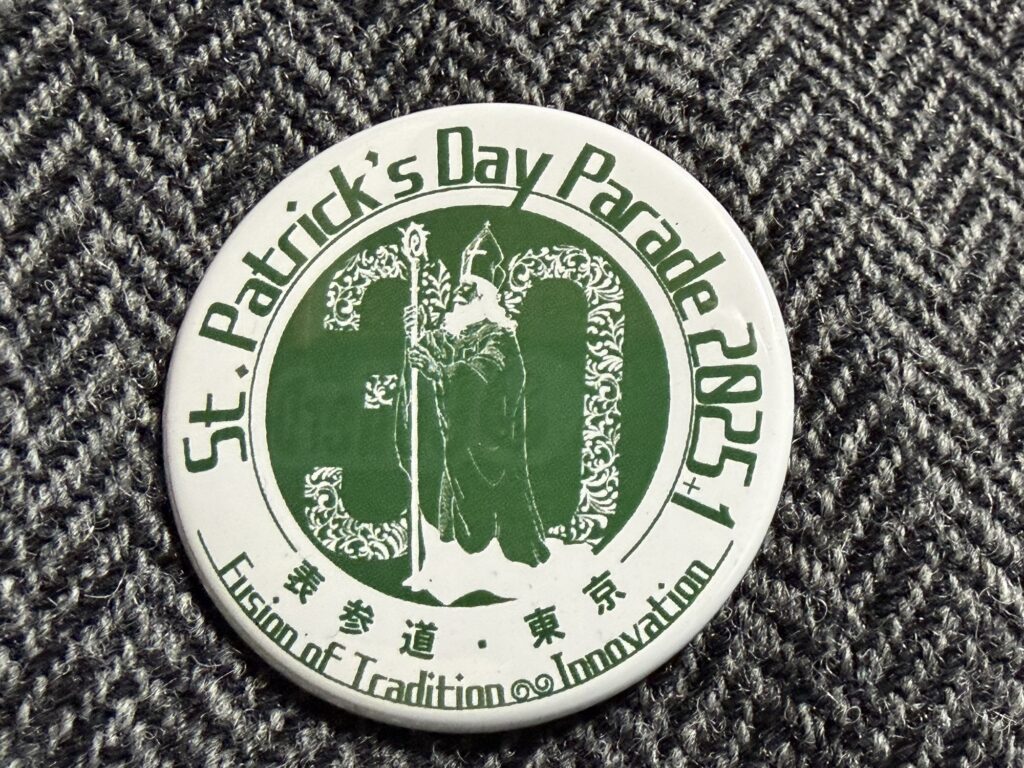 St. Patrick's Day Parade 2025+1
30
表参道・東京
Fusion of Tradition Innovation